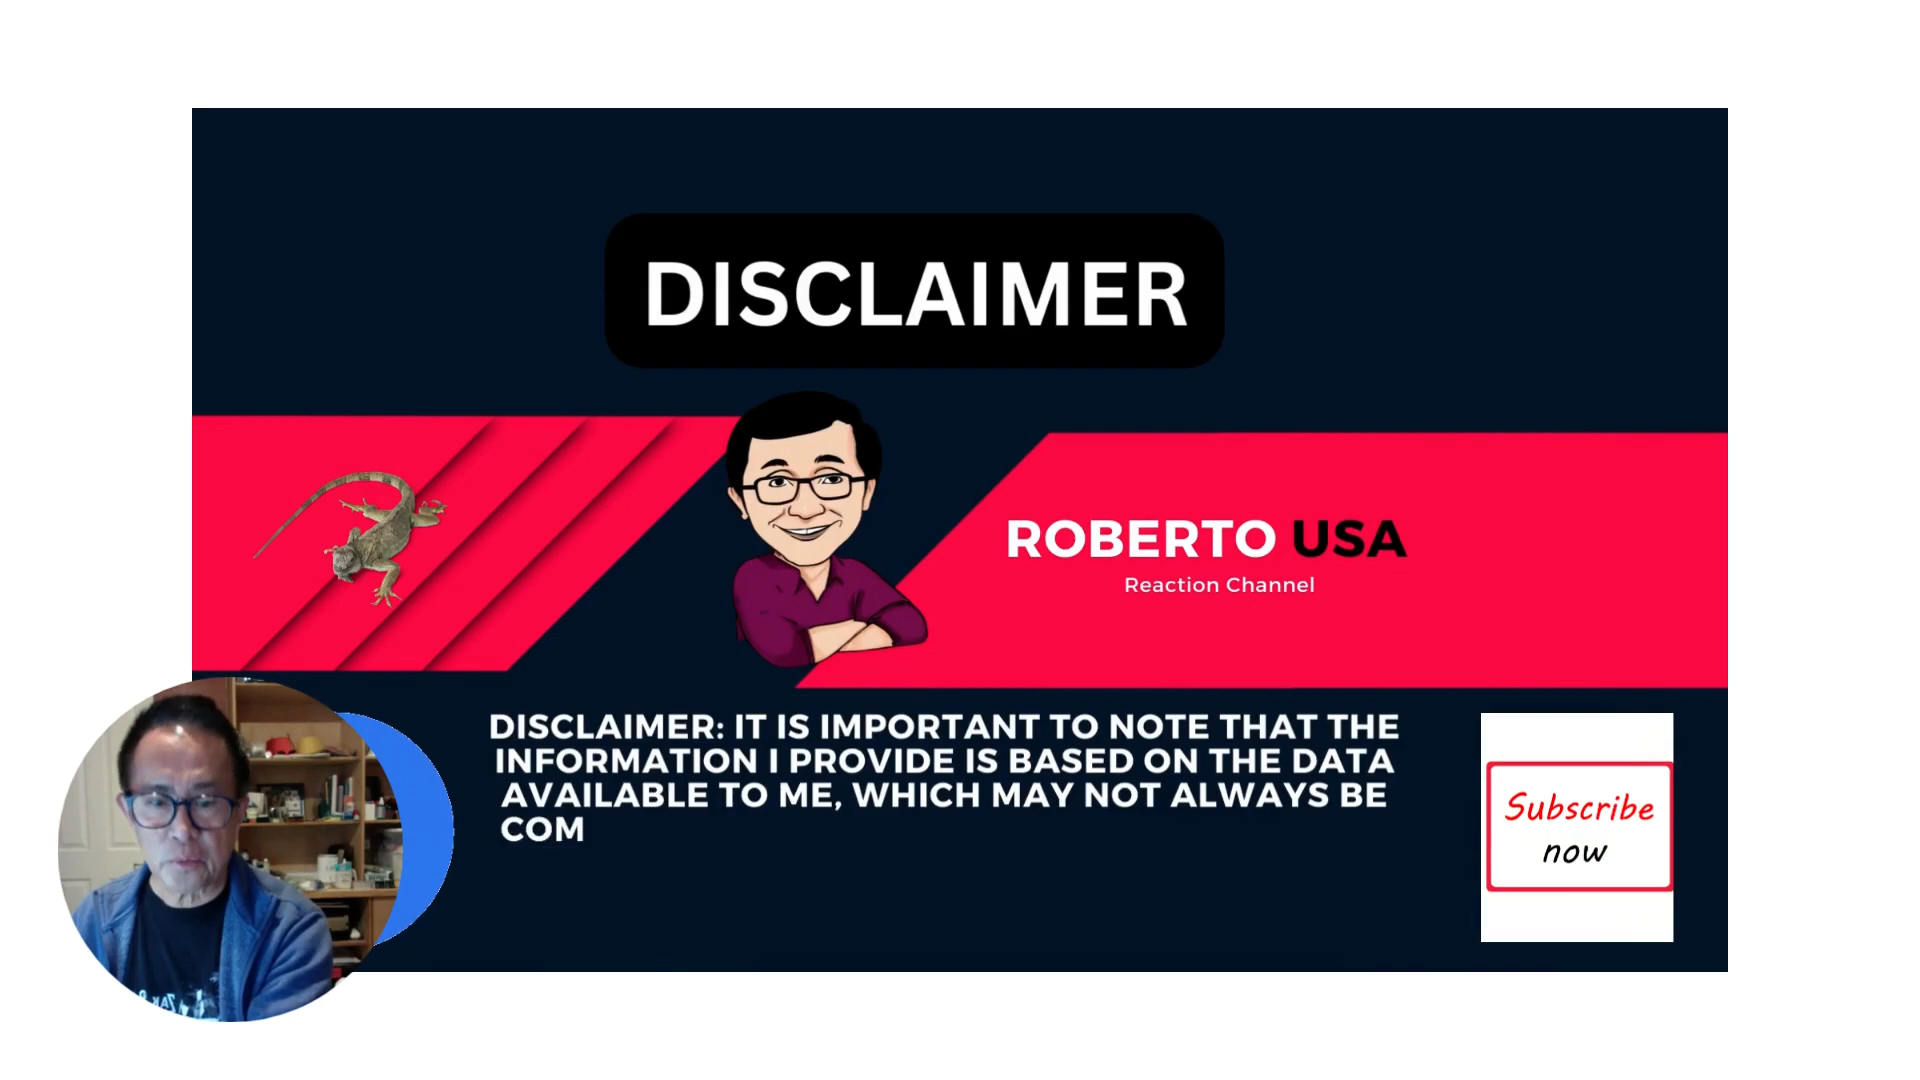 DISCLAIMER
ROBERTO USA
Reaction Channel
DISCLAIMER: IT IS IMPORTANT TO NOTE THAT THE
INFORMATION I PROVIDE IS BASED ON THE DATA
AVAILABLE TO ME, WHICH MAY NOT ALWAYS BE
COM
Subscribe
now